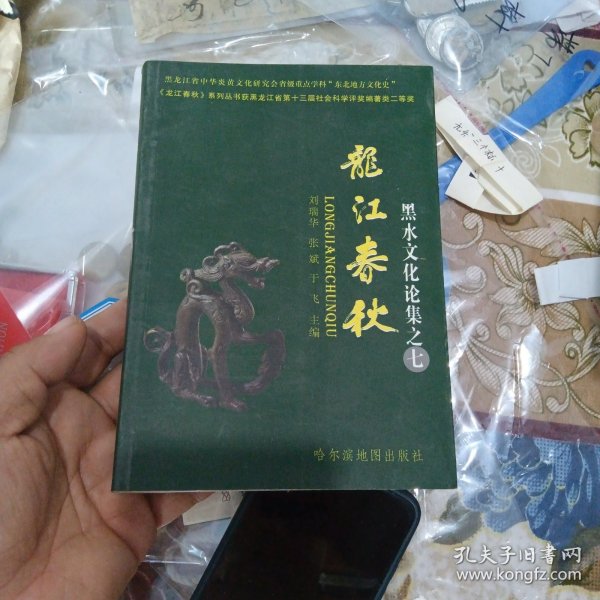 黑龙江省中华炎黄文化研究会省级重点学科“东北地方文化史”
《龙江春秋》系列丛书获黑龙江省第十三届社会科学评奖编著类二等奖
龍江春秋
黑水文化论集之七
LONGJIANGCHUNQIU
刘瑞华 张斌 于飞 主编
哈尔滨地图出版社
孔夫子旧书网
www.kongfz.com